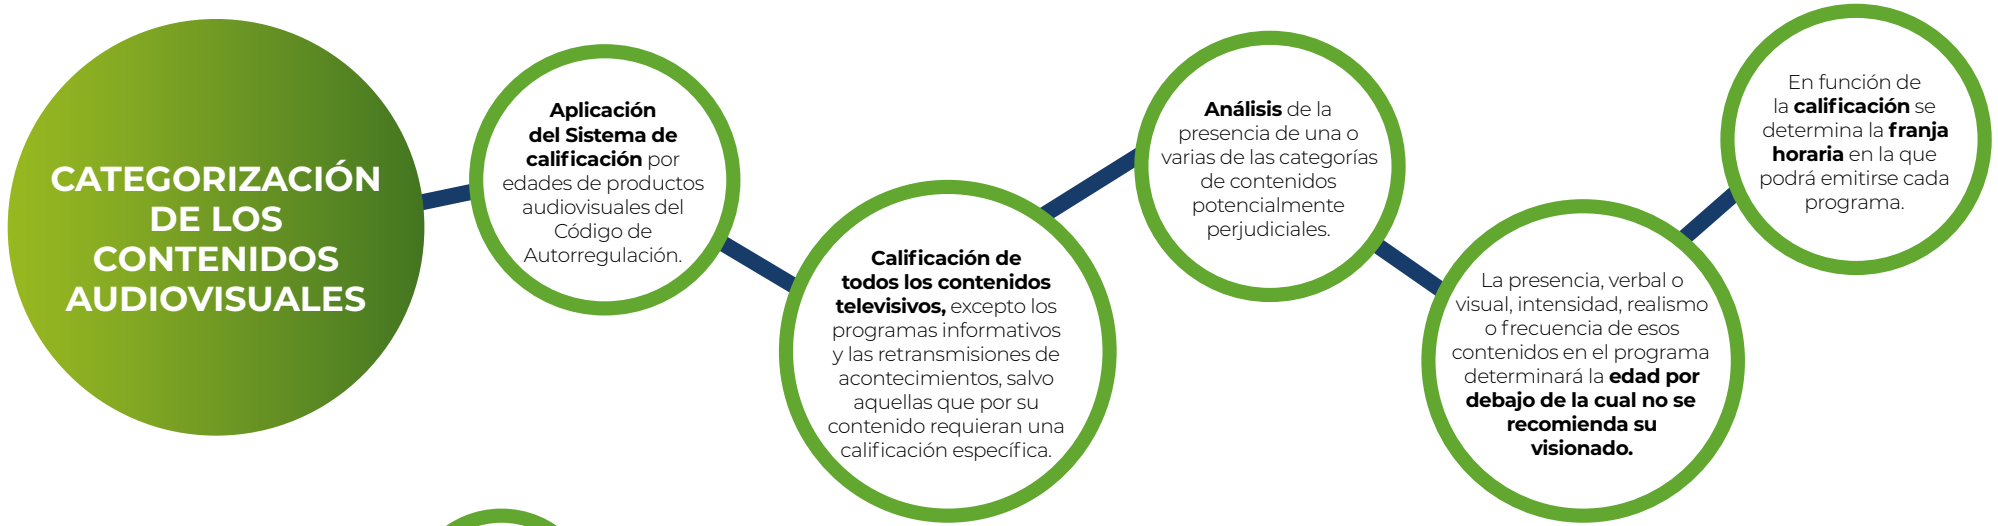 CATEGORIZACIÓN
DE LOS
CONTENIDOS
AUDIOVISUALES
Aplicación
del Sistema de
calificación por
edades de productos
audiovisuales del
Código de
Autorregulación.
Calificación de
todos los contenidos
televisivos, excepto los
programas informativos
y las retransmisiones de
acontecimientos, salvo
aquellas que por su
contenido requieran una
calificación específica.
Análisis de la
presencia de una o
varias de las categorías
de contenidos
potencialmente
perjudiciales.
La presencia, verbal o
visual, intensidad, realismo
o frecuencia de esos
contenidos en el programa
determinará la edad por
debajo de la cual no se
recomienda su
visionado.
En función de
la calificación se
determina la franja
horaria en la que
podrá emitirse cada
programa.